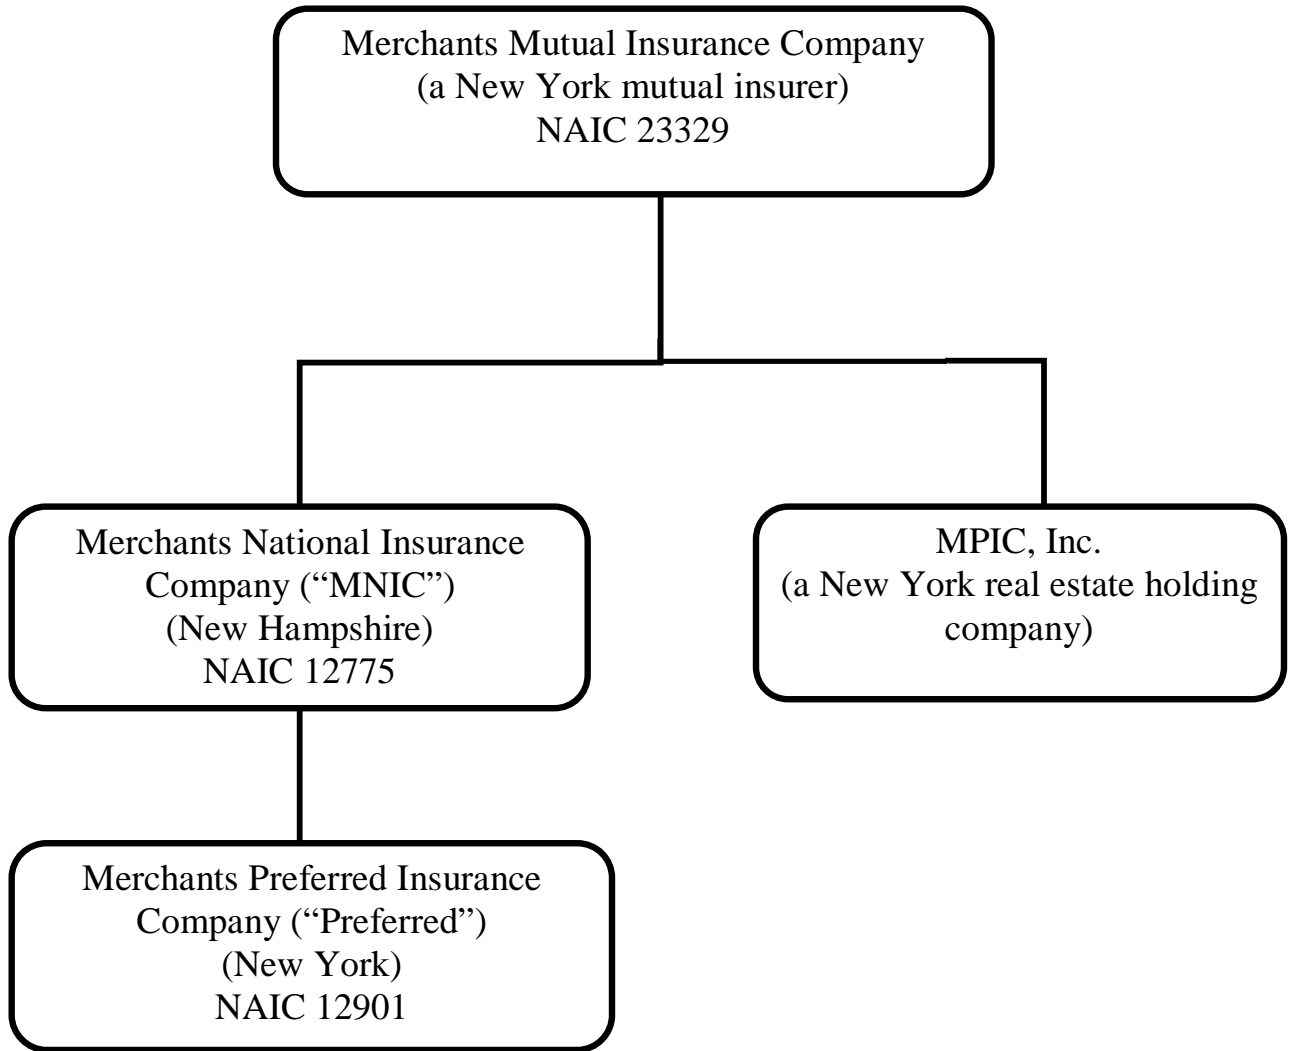 Merchants Mutual Insurance Company
(a New York mutual insurer)
NAIC 23329
Merchants National Insurance
Company (“MNIC”)
(New Hampshire)
NAIC 12775
MPIC, Inc.
(a New York real estate holding
company)
Merchants Preferred Insurance
Company (“Preferred”)
(New York)
NAIC 12901